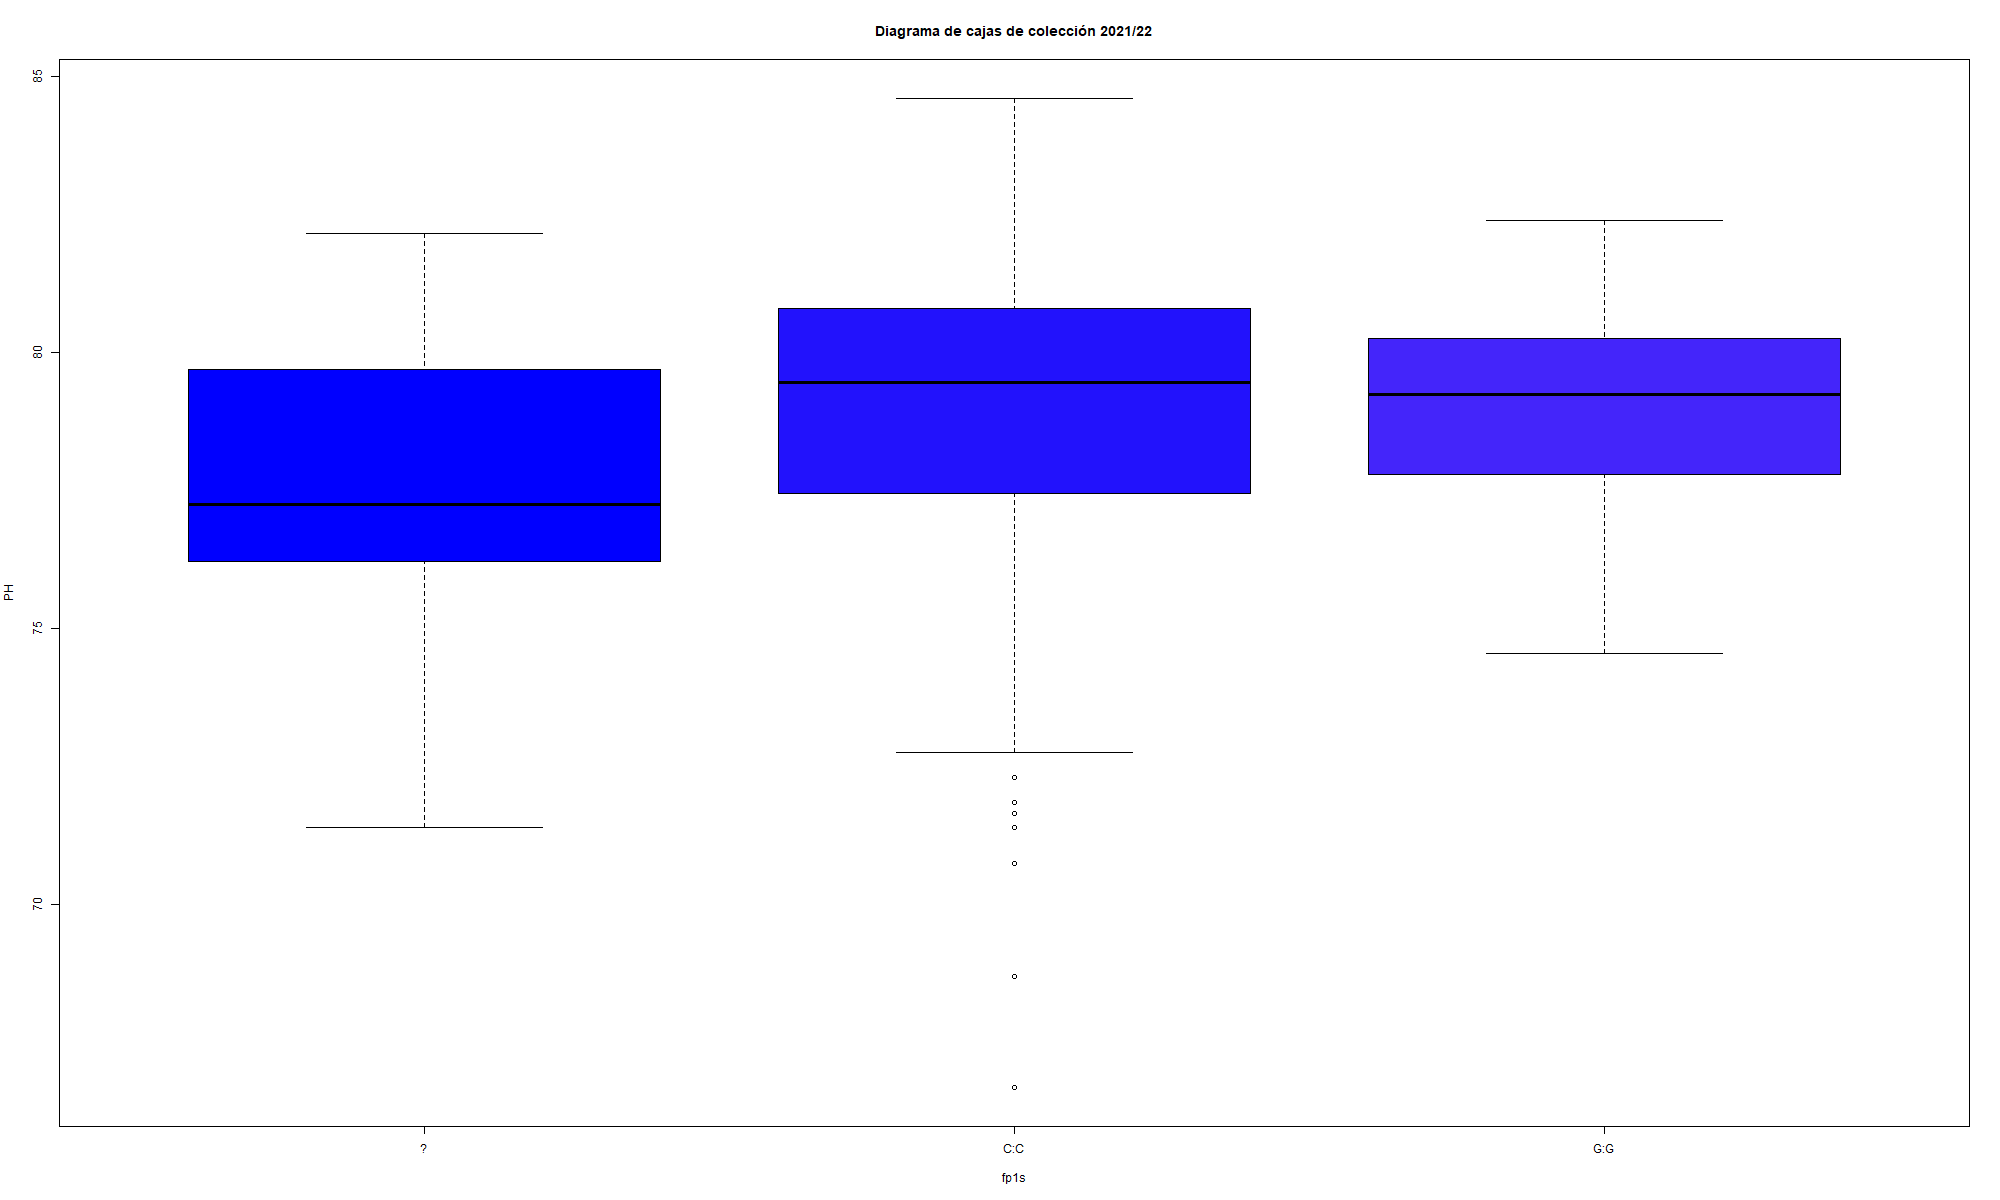 Diagrama de cajas de colección 2021/22
85
80
75
70
PH
?
C:C
G:G
fp1s